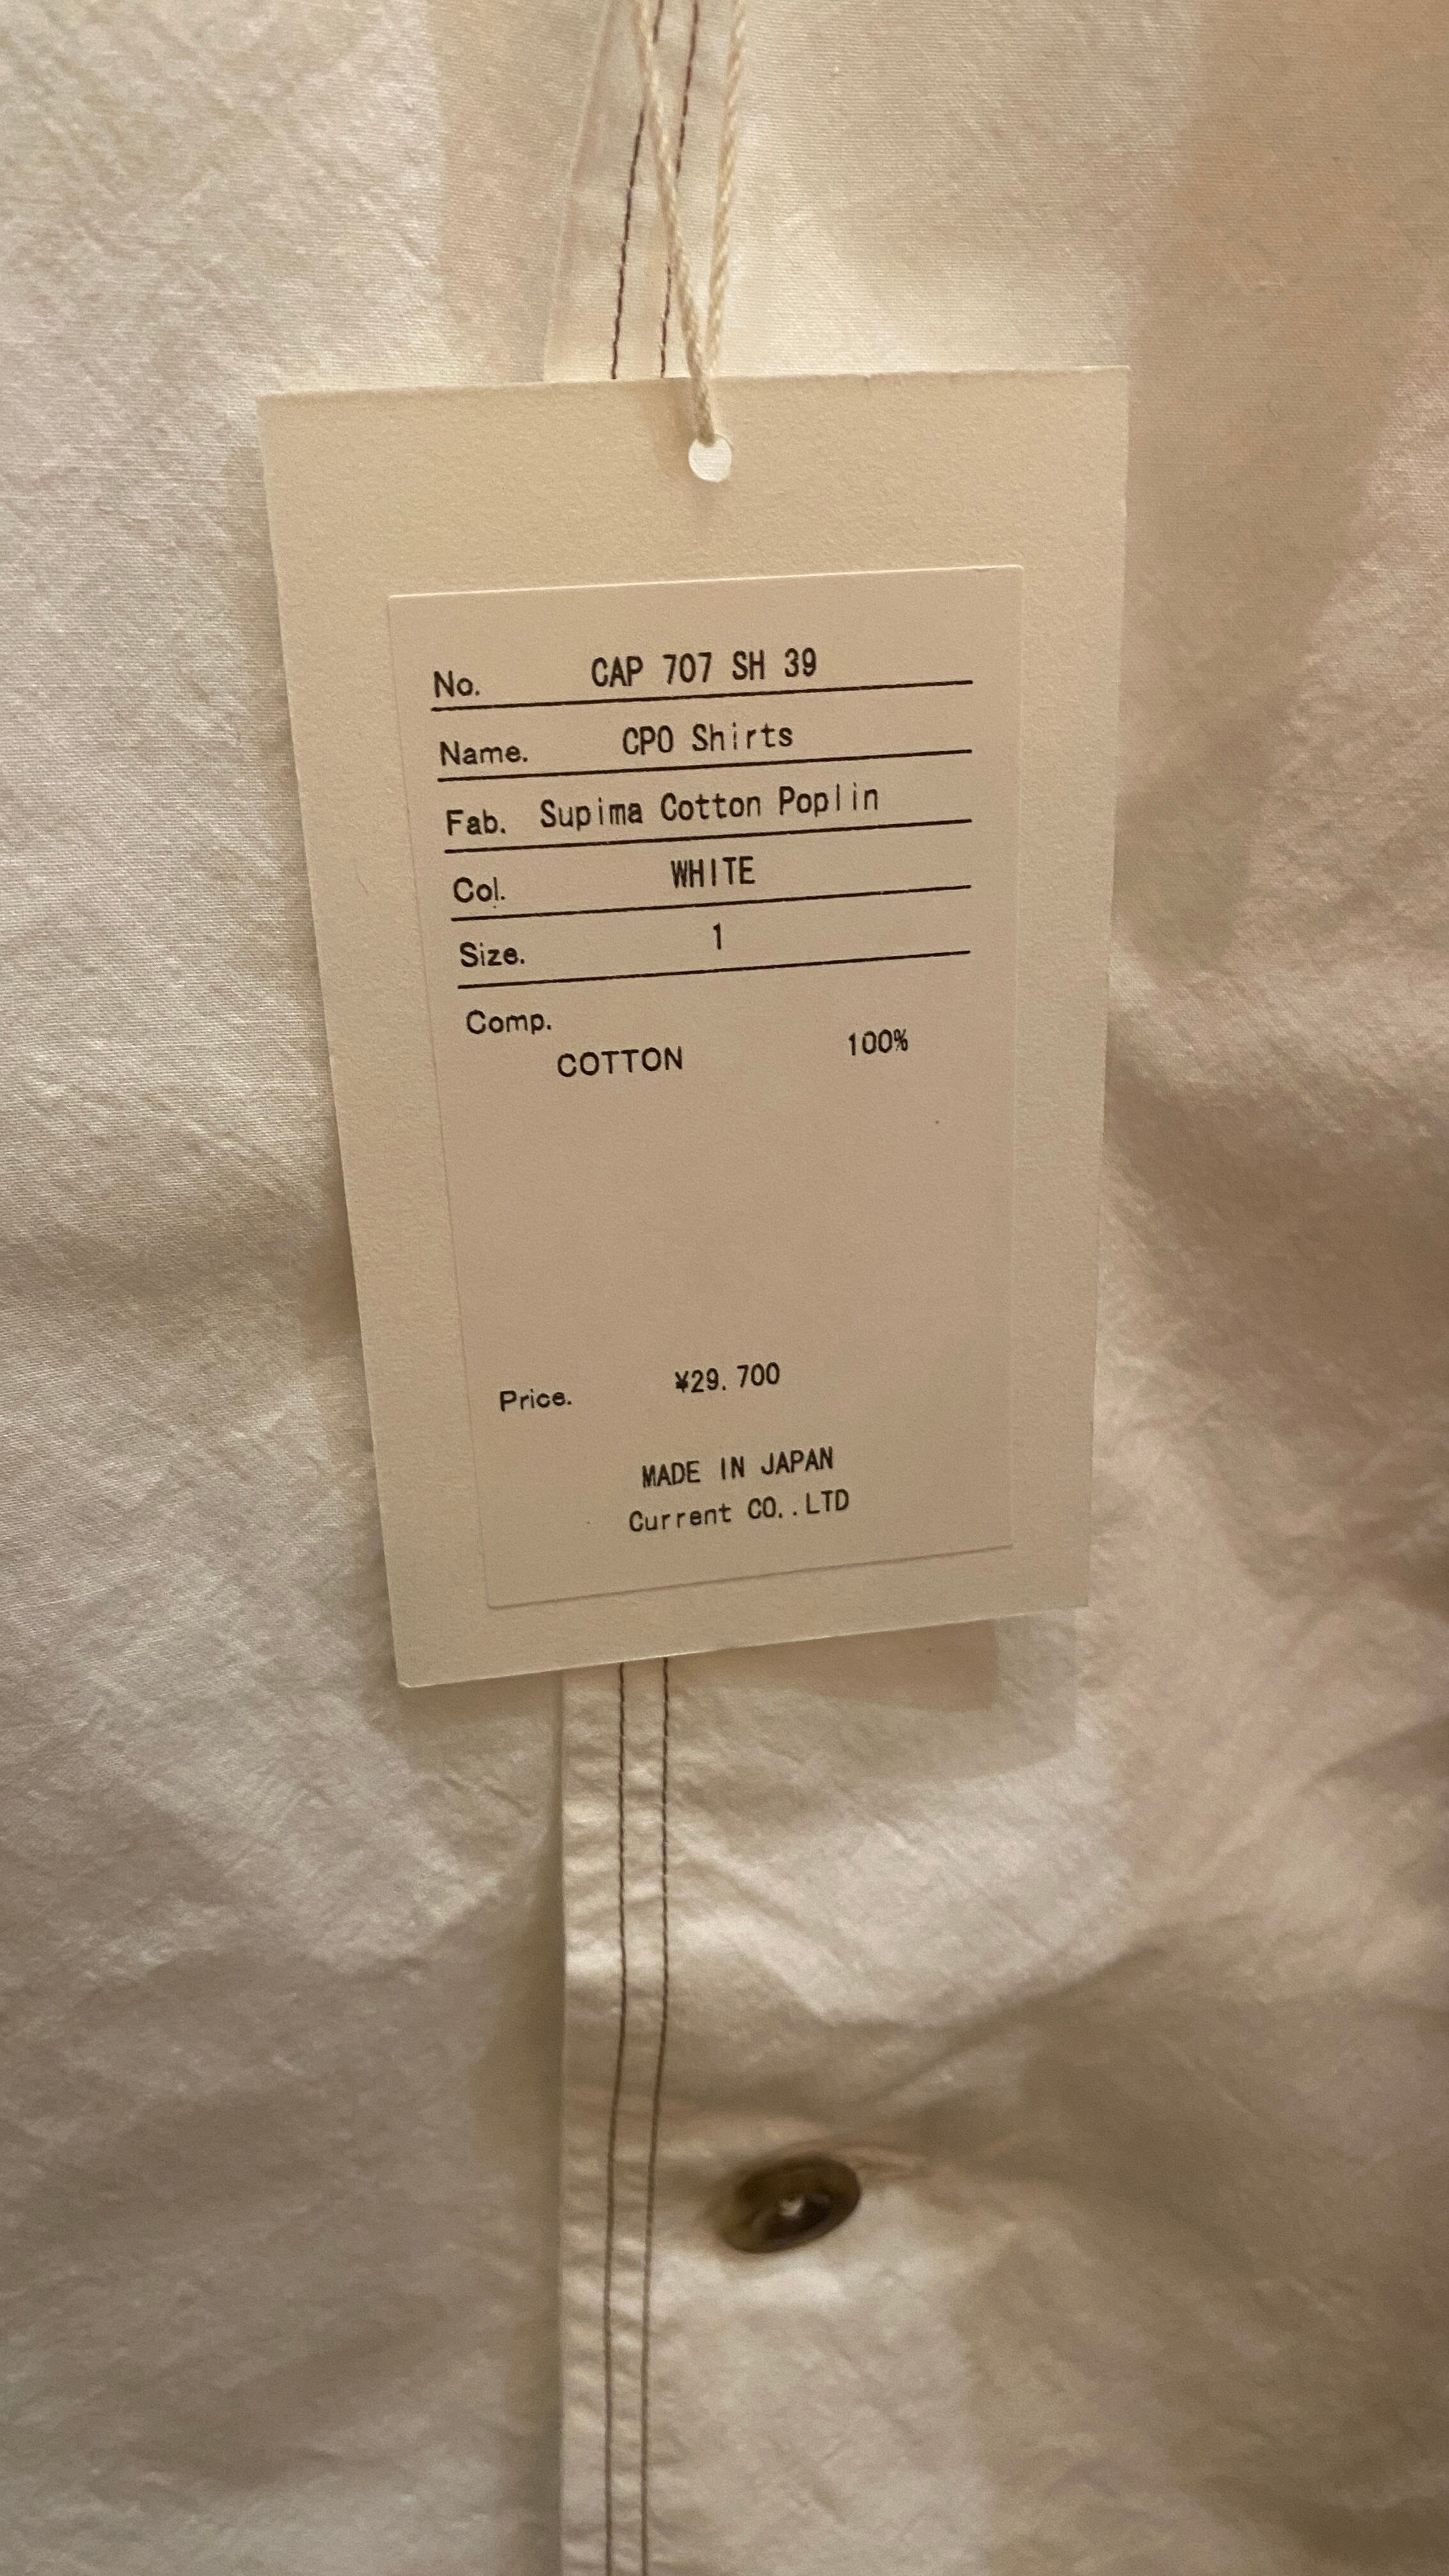 No. CAP 707 SH 39
Name. CPO Shirts
Fab. Supima Cotton Poplin
Col. WHITE
Size. 1
Comp.
COTTON 100%
Price. ¥29.700
MADE IN JAPAN
Current CO..LTD